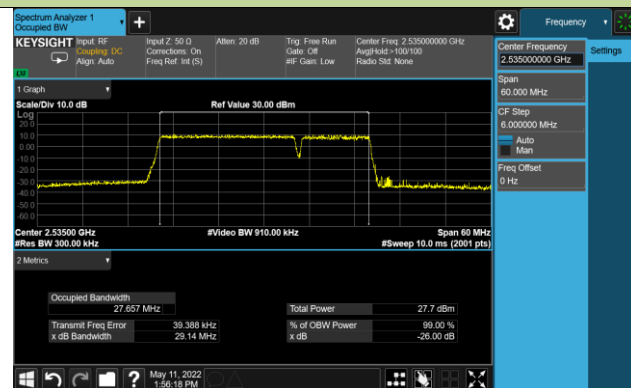 Spectrum Analyzer 1
Occupied BW
Frequency
KEYSIGHT
Input: RF
Coupling: DC
Align: Auto
Input Z: 50 Ω
Corrections: On
Freq Ref: Int (S)
Atten: 20 dB
Trig: Free Run
Gate: Off
#IF Gain: Low
Center Freq: 2.535000000 GHz
Avg|Hold:>100/100
Radio Std: None
Center Frequency
2.535000000 GHz
Settings
Span
60.000 MHz
CF Step
6.000000 MHz
Auto
Man
Freq Offset
0 Hz
LXI
1 Graph
Scale/Div 10.0 dB
Ref Value 30.00 dBm
Log
20.0
10.0
0.00
-10.0
-20.0
-30.0
-40.0
-50.0
-60.0
Center 2.53500 GHz
#Video BW 910.00 kHz
Span 60 MHz
#Res BW 300.00 kHz
#Sweep 10.0 ms (2001 pts)
2 Metrics
Occupied Bandwidth
27.657 MHz
Total Power 27.7 dBm
Transmit Freq Error 39.388 kHz
% of OBW Power 99.00 %
x dB Bandwidth 29.14 MHz
x dB -26.00 dB
?
May 11, 2022
1:56:18 PM